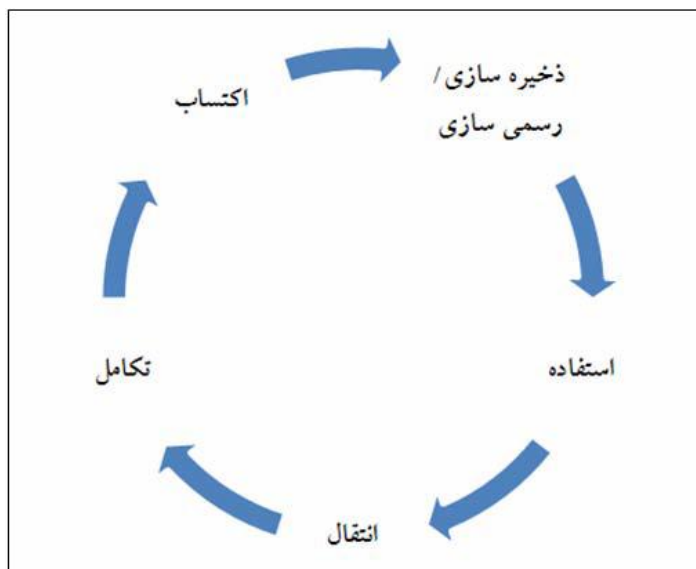 ذخیره سازی/
رسمی سازی
اکتساب
استفاده
تکامل
انتقال